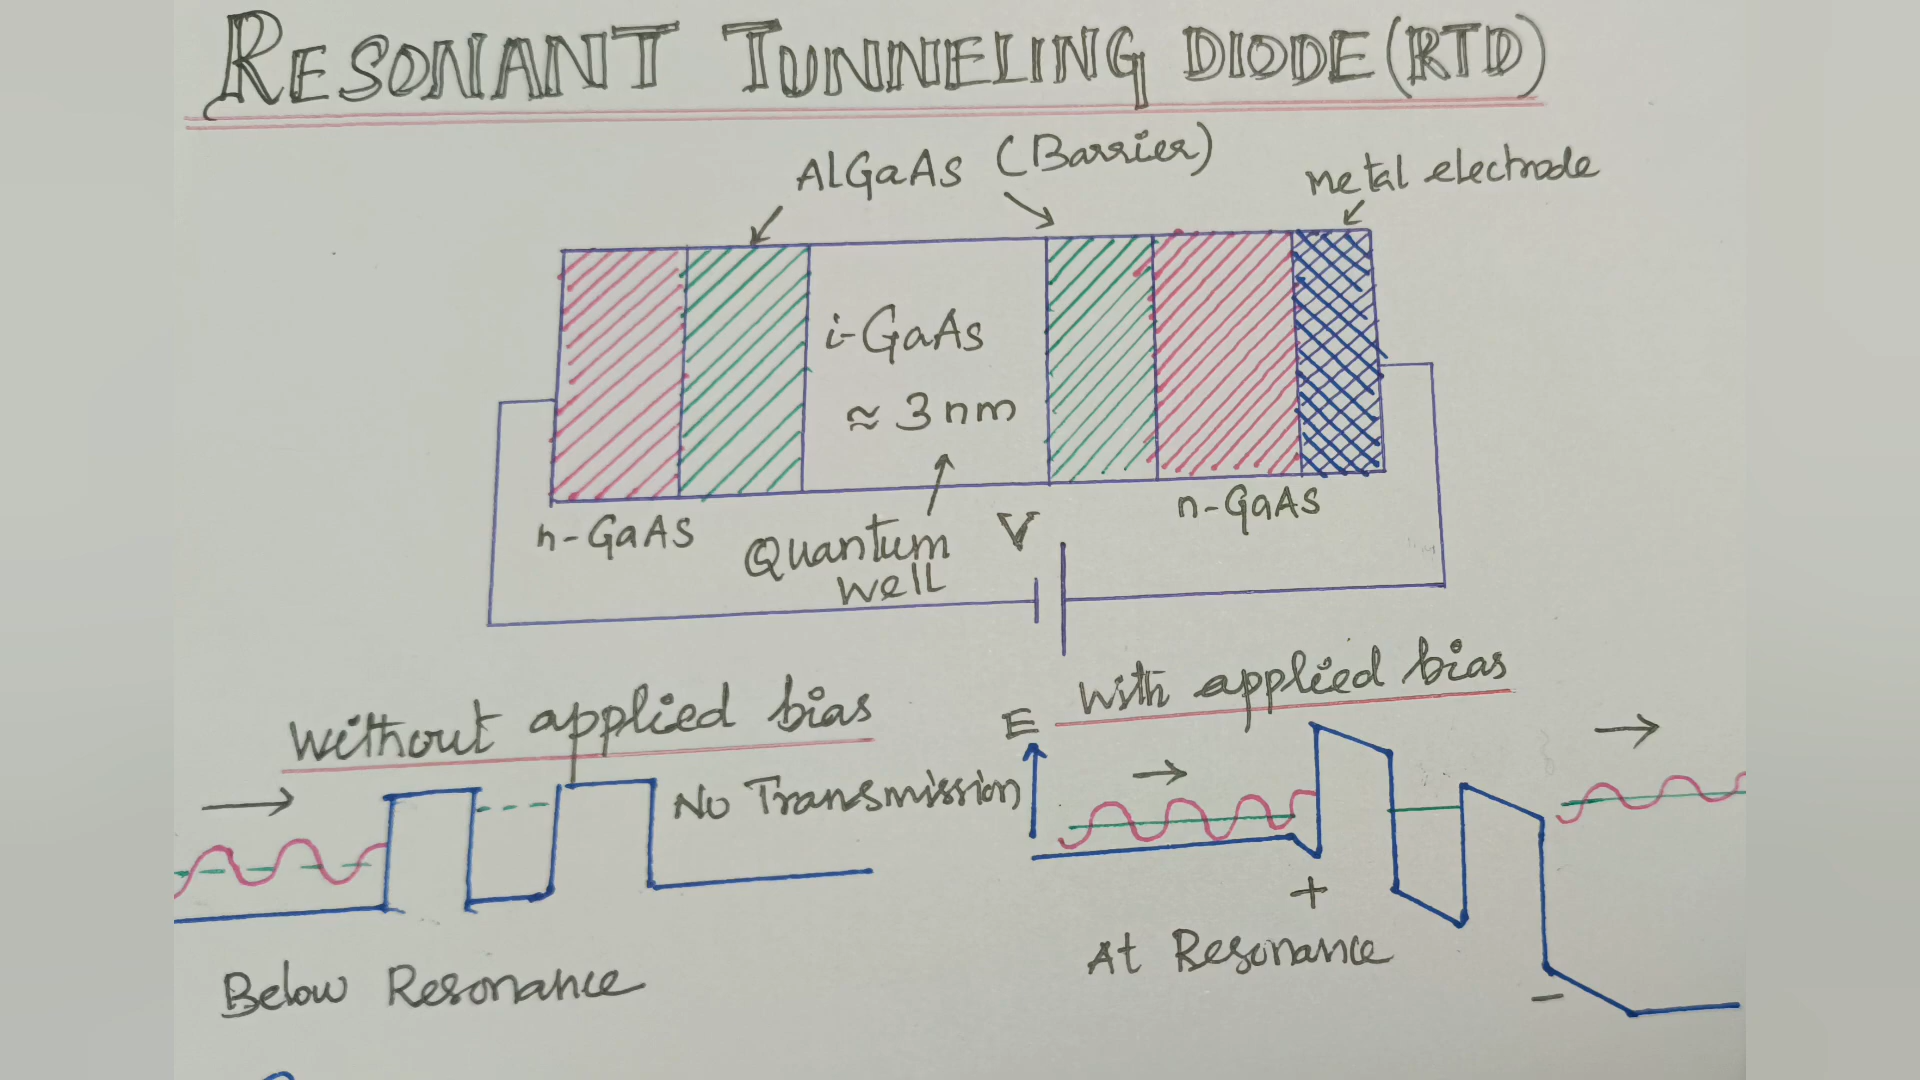 RESONANT TUNNELING DIODE (RTD)
AlGaAs (Barrier)
metal electrode
i-GaAs
≈ 3 nm
n-GaAs
Quantum
well
V
n-GaAs
Without applied bias
No Transmission
Below Resonance
With applied bias
E
+
At Resonance
-